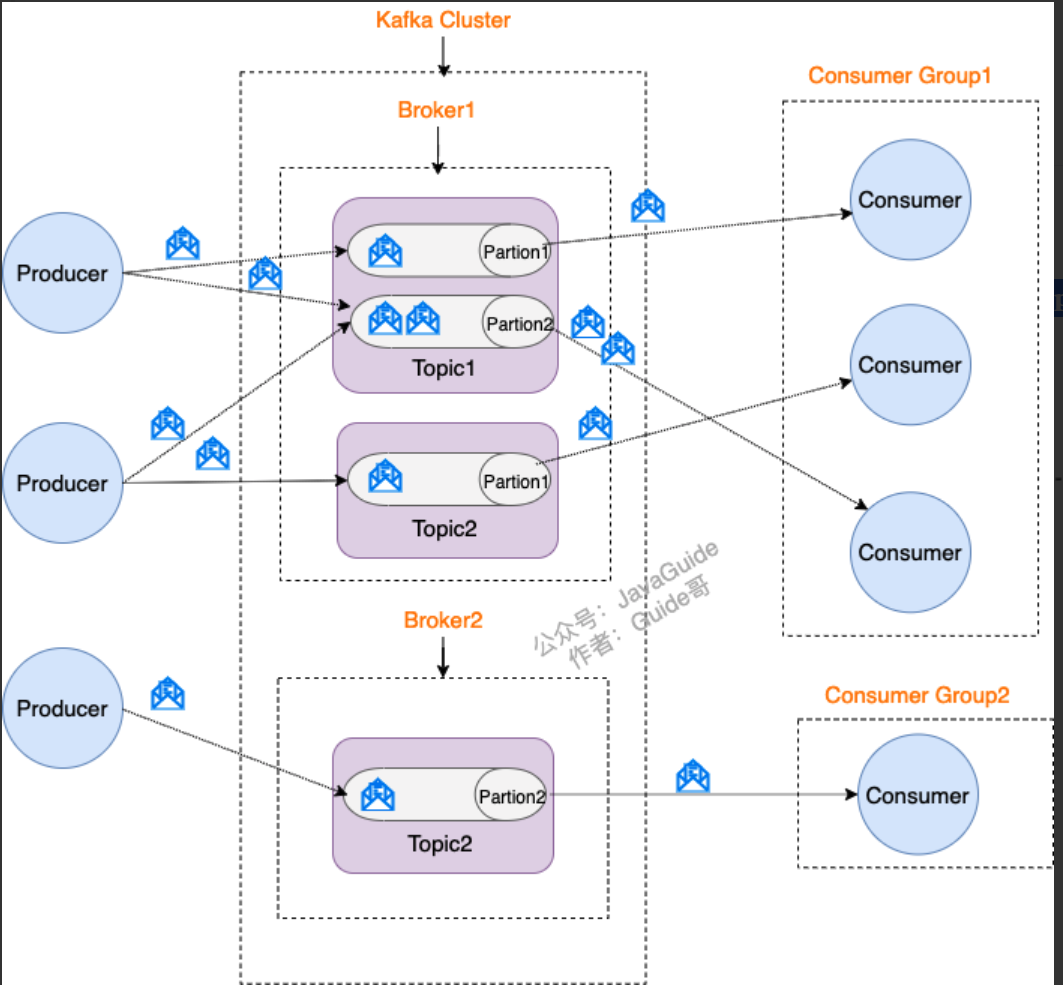 Kafka Cluster
Consumer Group1
Broker1
Consumer
Producer
Partion1
Partion2
Topic1
Consumer
Producer
Partion1
Topic2
Consumer
公众号：JavaGuide
作者：Guide哥
Broker2
Producer
Consumer Group2
Partion2
Consumer
Topic2